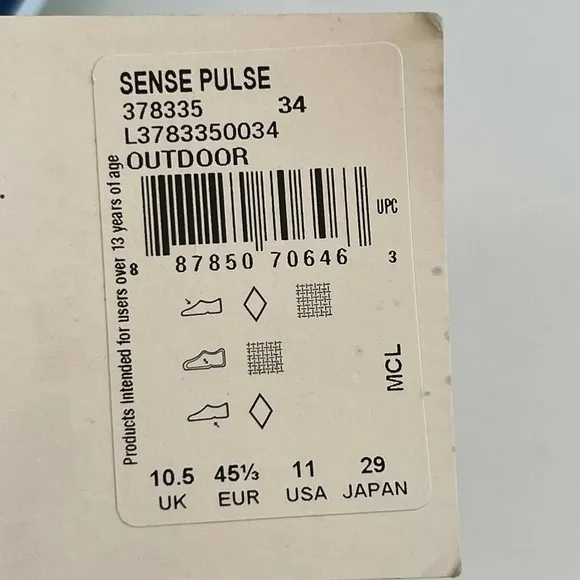 SENSE PULSE
378335 34
L3783350034
OUTDOOR
Products intended for users over 13 years of age
UPC
8 87850 70646 3
MCL
10.5 45⅓ 11 29
UK EUR USA JAPAN